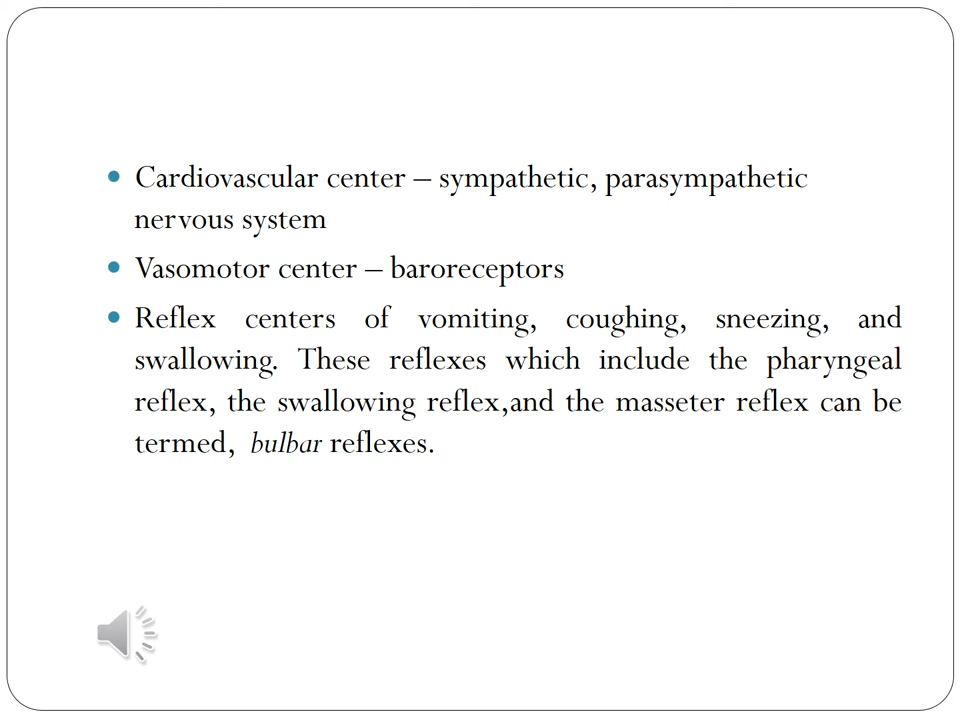 Cardiovascular center – sympathetic, parasympathetic
nervous system
Vasomotor center – baroreceptors
Reflex centers of vomiting, coughing, sneezing, and
swallowing. These reflexes which include the pharyngeal
reflex, the swallowing reflex,and the masseter reflex can be
termed, bulbar reflexes.